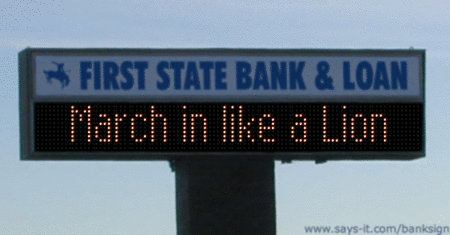 FIRST STATE BANK & LOAN
March in like a Lion
www.says-it.com/banksign